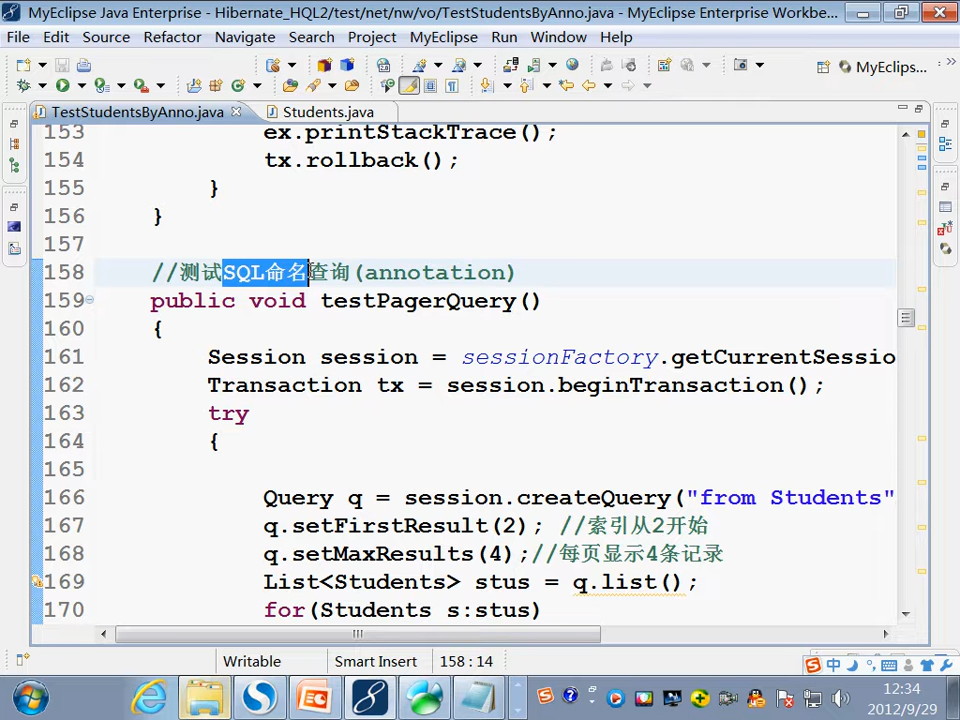 MyEclipse Java Enterprise - Hibernate_HQL2/test/net/nw/vo/TestStudentsByAnno.java - MyEclipse Enterprise Workbe...
File Edit Source Refactor Navigate Search Project MyEclipse Run Window Help
MyEclips...
TestStudentsByAnno.java Students.java
153 ex.printStackTrace();
154 tx.rollback();
155 }
156 }
157
158 //测试SQL命名查询(annotation)
159 public void testPagerQuery()
160 {
161 Session session = sessionFactory.getCurrentSessio
162 Transaction tx = session.beginTransaction();
163 try
164 {
165
166 Query q = session.createQuery("from Students"
167 q.setFirstResult(2); //索引从2开始
168 q.setMaxResults(4);//每页显示4条记录
169 List<Students> stus = q.list();
170 for(Students s:stus)
Writable Smart Insert 158 : 14
中
12:34
2012/9/29